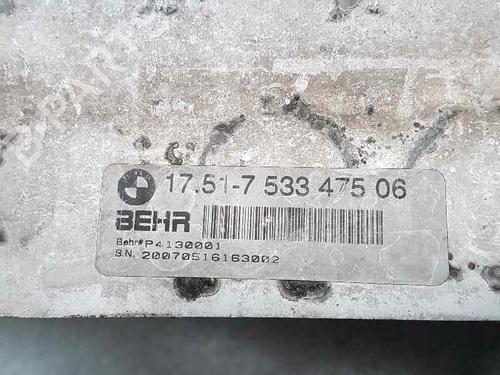 B-PARTS
17.51-7 533 475 06
BEHR
Behr# P4130001
S.N. 20070516163002